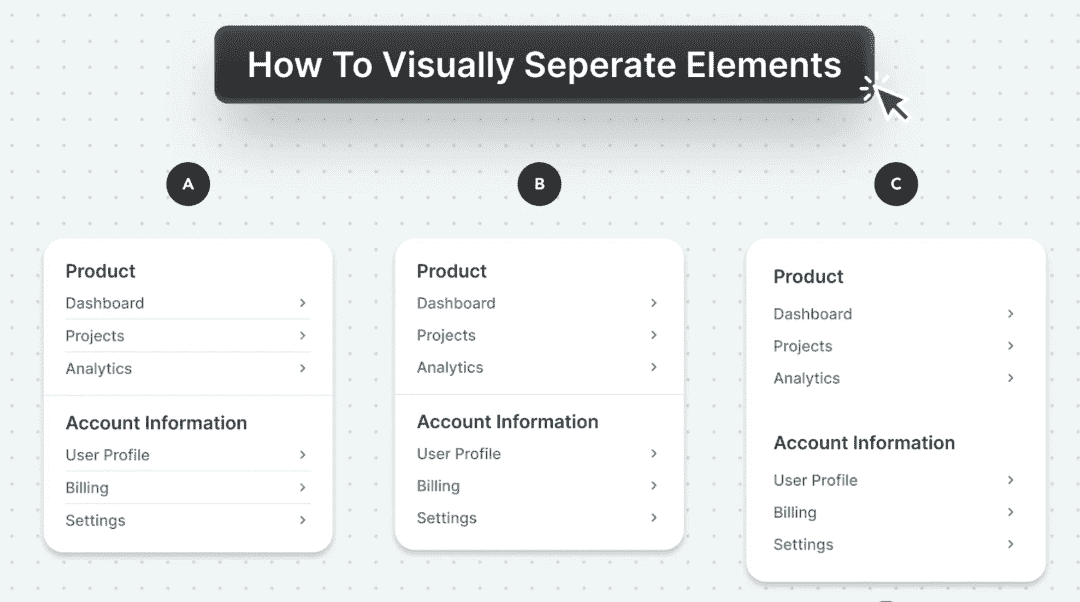 How To Visually Seperate Elements
A
B
C
Product
Dashboard
Projects
Analytics
Account Information
User Profile
Billing
Settings
Product
Dashboard
Projects
Analytics
Account Information
User Profile
Billing
Settings
Product
Dashboard
Projects
Analytics
Account Information
User Profile
Billing
Settings